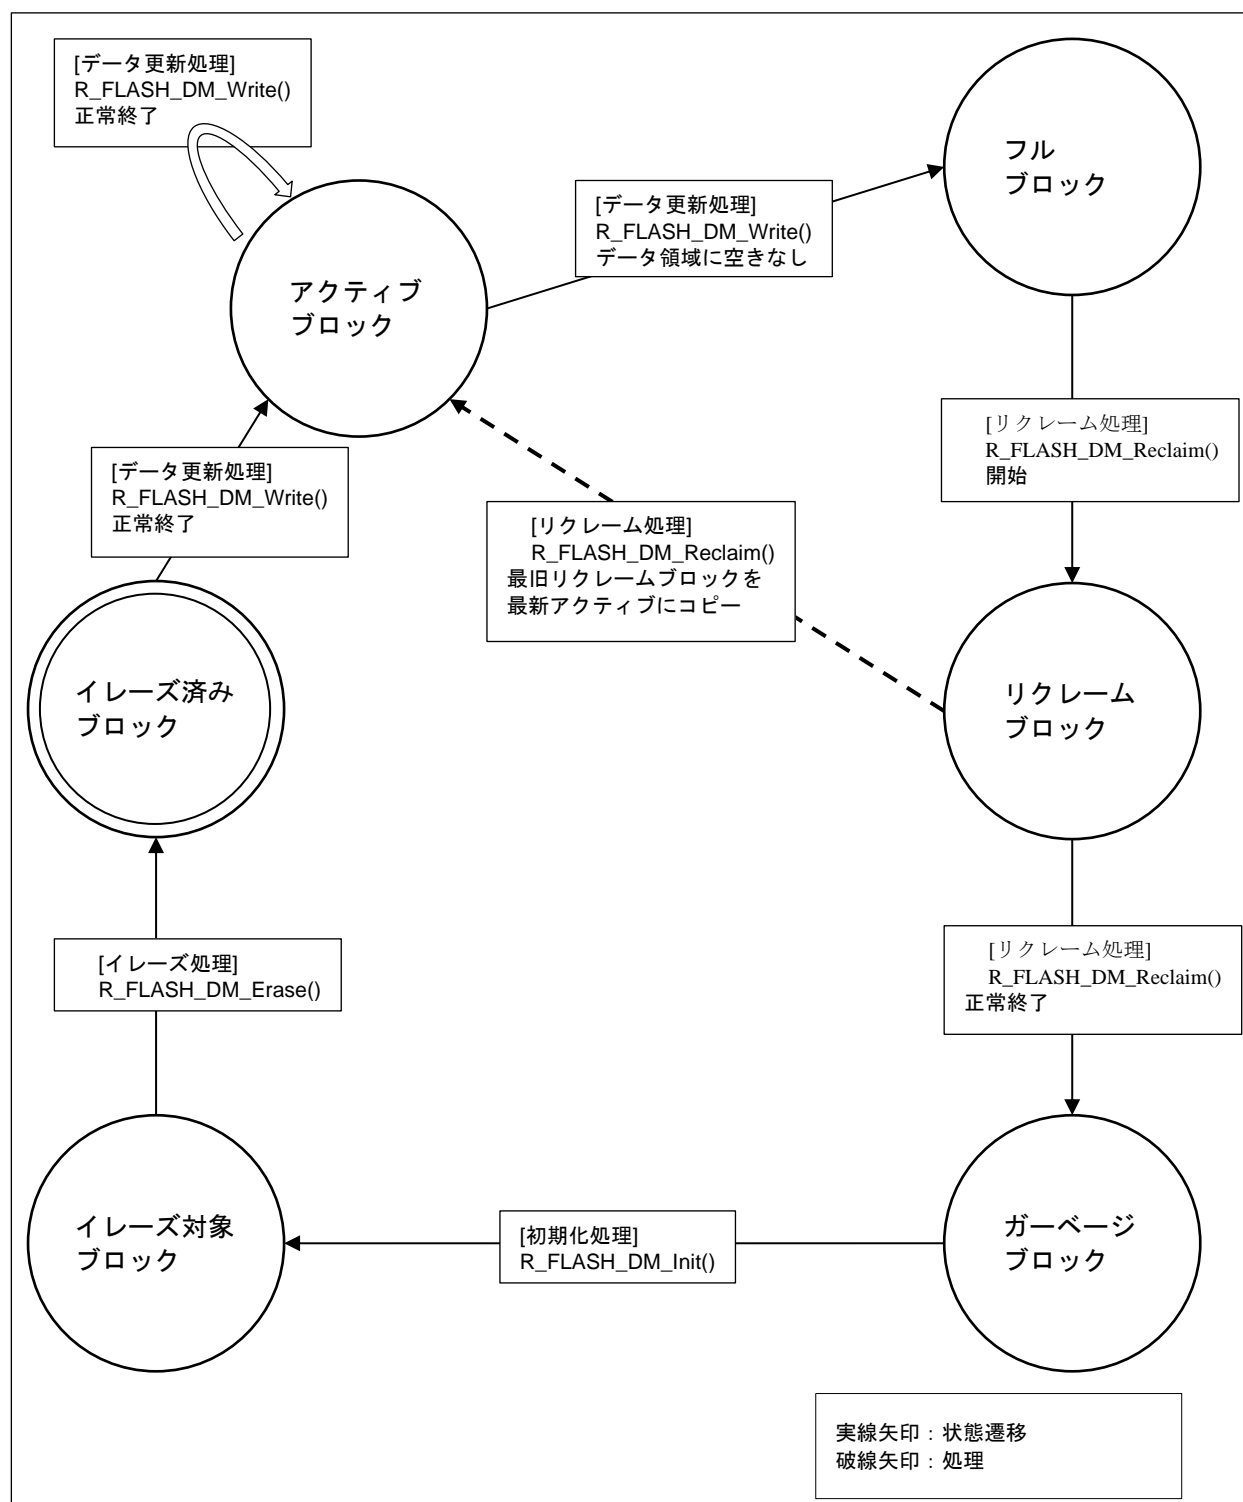 [データ更新処理]
R_FLASH_DM_Write()
正常終了
フル
ブロック
[データ更新処理]
R_FLASH_DM_Write()
データ領域に空きなし
アクティブ
ブロック
[リクレーム処理]
R_FLASH_DM_Reclaim()
開始
[データ更新処理]
R_FLASH_DM_Write()
正常終了
[リクレーム処理]
R_FLASH_DM_Reclaim()
最旧リクレームブロックを
最新アクティブにコピー
イレーズ済み
ブロック
リクレーム
ブロック
[イレーズ処理]
R_FLASH_DM_Erase()
[リクレーム処理]
R_FLASH_DM_Reclaim()
正常終了
イレーズ対象
ブロック
[初期化処理]
R_FLASH_DM_Init()
ガーベージ
ブロック
実線矢印：状態遷移
破線矢印：処理